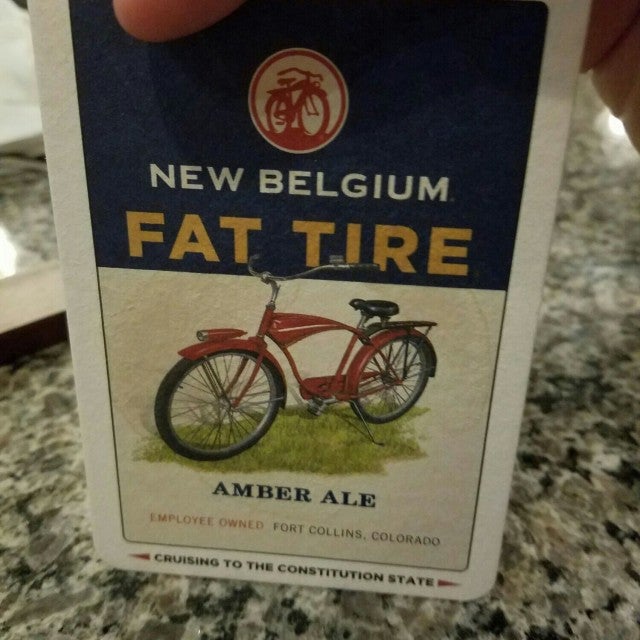 NEW BELGIUM
FAT TIRE
AMBER ALE
EMPLOYEE OWNED FORT COLLINS, COLORADO
CRUISING TO THE CONSTITUTION STATE